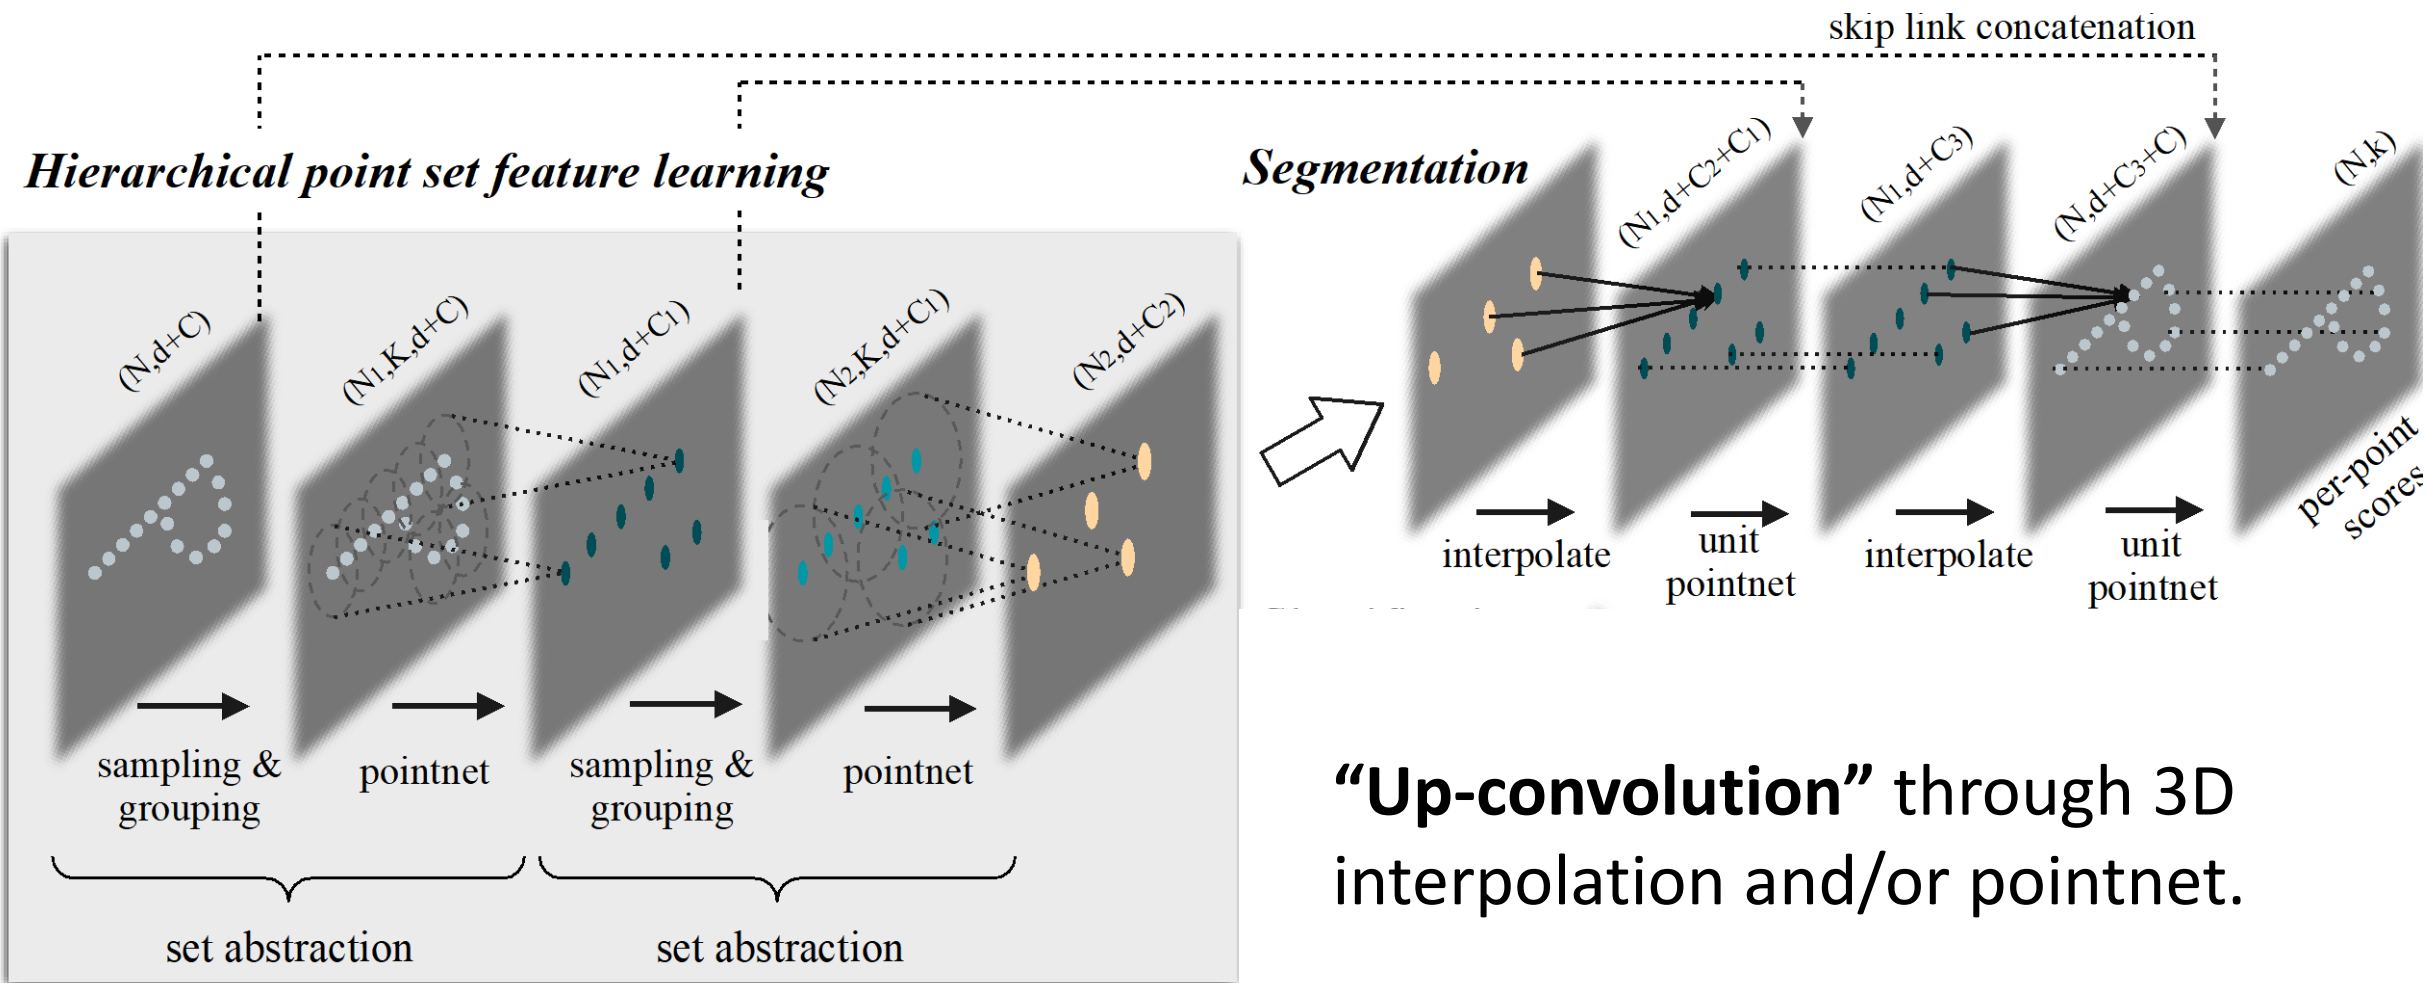 skip link concatenation
Hierarchical point set feature learning
Segmentation
(N,d+C)
(N1,K,d+C)
(N1,d+C1)
(N2,K,d+C1)
(N2,d+C2)
(N1,d+C2+C1)
(N1,d+C3)
(N,d+C3+C)
(N,k)
per-point
scores
sampling &
grouping
pointnet
sampling &
grouping
pointnet
set abstraction
set abstraction
interpolate
unit
pointnet
interpolate
unit
pointnet
“Up-convolution” through 3D
interpolation and/or pointnet.